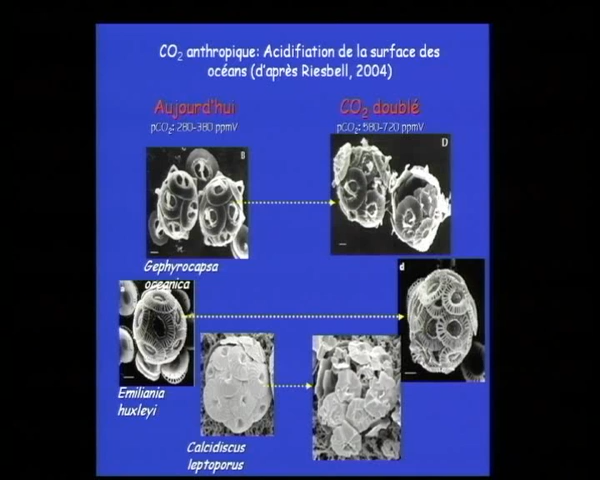 CO2 anthropique: Acidifiation de la surface des
océans (d'après Riesbell, 2004)
Aujourd'hui
pCO2: 280-380 ppmV
CO2 doublé
pCO2: 580-720 ppmV
B
D
Gephyrocapsa
oceanica
d
Emiliania
huxleyi
Calcidiscus
leptoporus